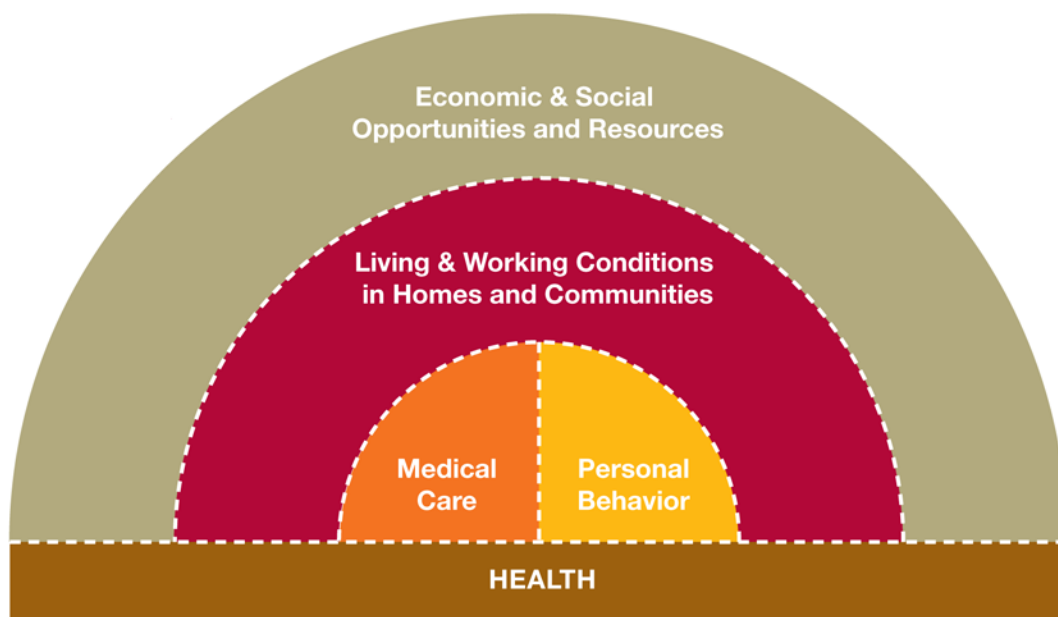 Economic & Social
Opportunities and Resources
Living & Working Conditions
in Homes and Communities
Medical
Care
Personal
Behavior
HEALTH